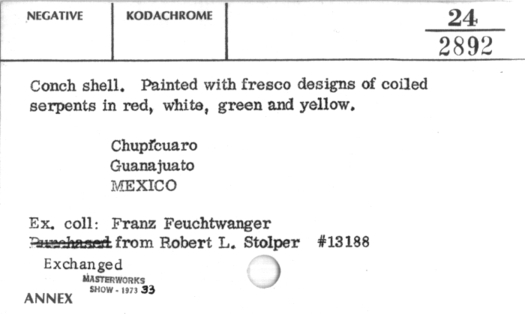 NEGATIVE KODACHROME 24
2892
Conch shell. Painted with fresco designs of coiled
serpents in red, white, green and yellow.
Chupícuaro
Guanajuato
MEXICO
Ex. coll: Franz Feuchtwanger
Purchased from Robert L. Stolper #13188
Exchanged
MASTERWORKS
SHOW - 1973 33
ANNEX